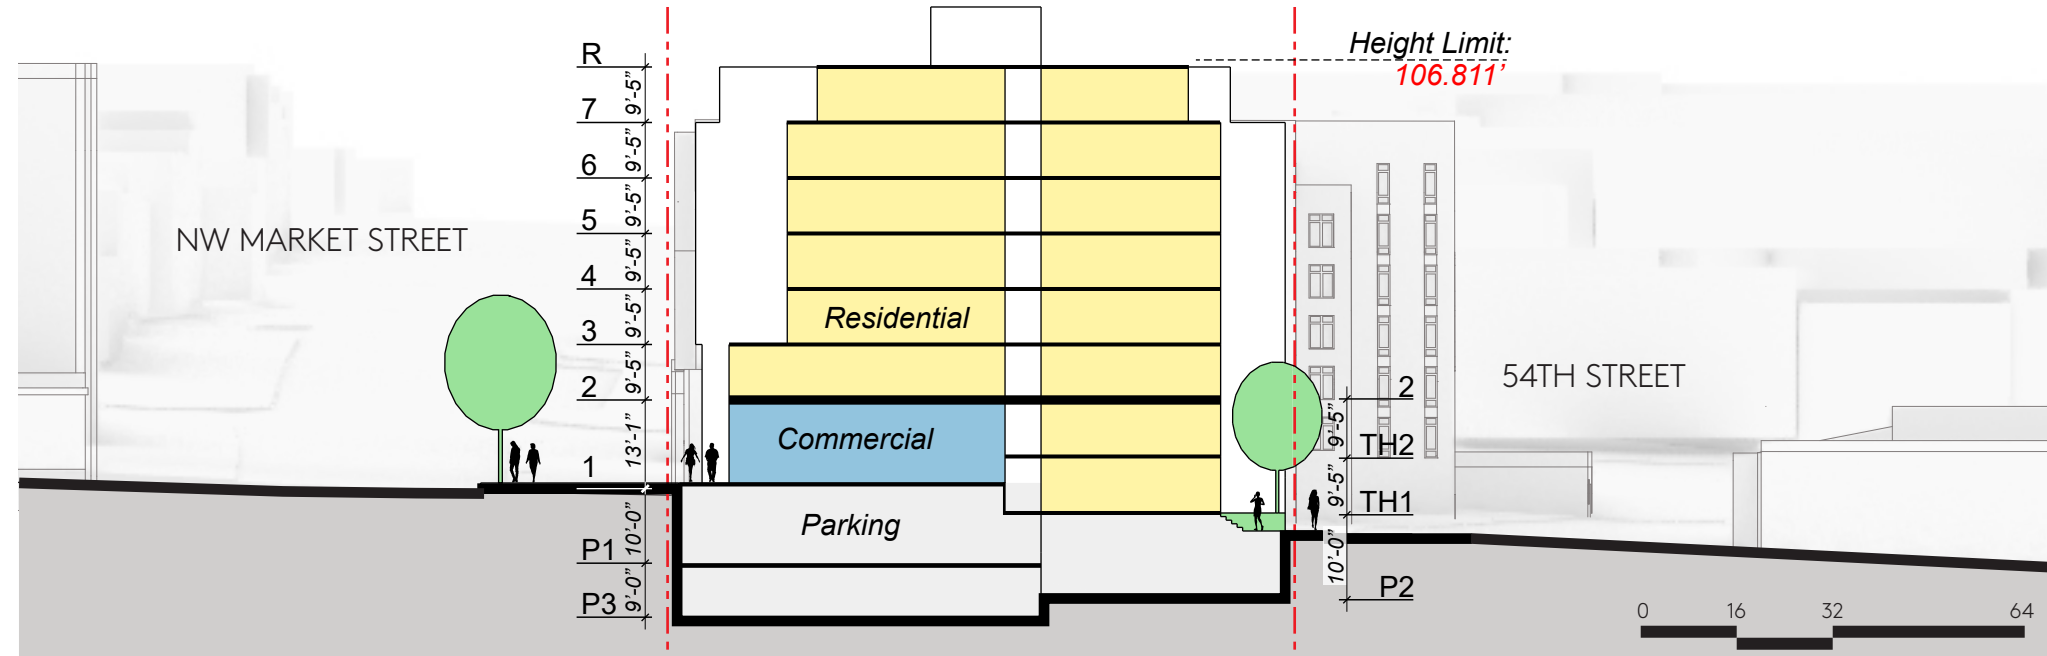 R
Height Limit:
106.811’
9’-5”
7
9’-5”
6
9’-5”
5
NW MARKET STREET
9’-5”
4
9’-5”
3
Residential
9’-5”
2
54TH STREET
2
13’-1”
Commercial
9’-5”
TH2
1
9’-5”
TH1
Parking
10’-0”
P1
10’-0”
P2
9’-0”
P3
0 16 32 64